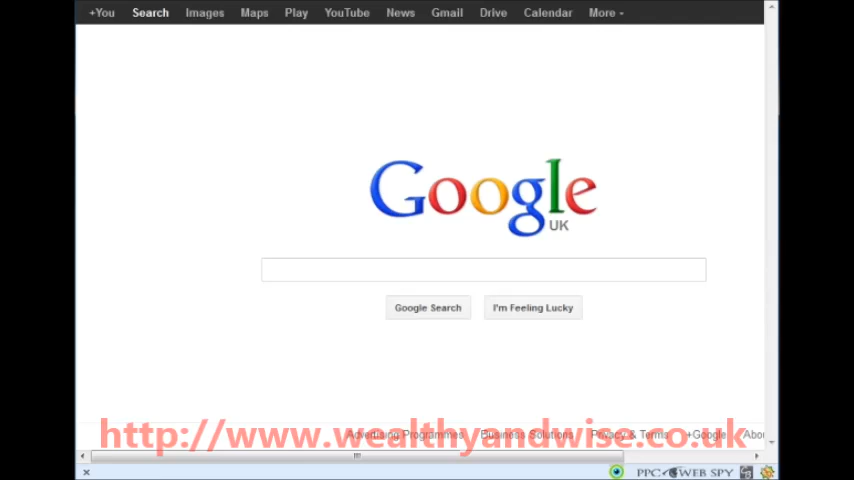 +You Search Images Maps Play YouTube News Gmail Drive Calendar More
Google
UK
Google Search I'm Feeling Lucky
Advertising Programmes Business Solutions Privacy & Terms +Google Abou
http://www.wealthyandwise.co.uk
PPC WEB SPY